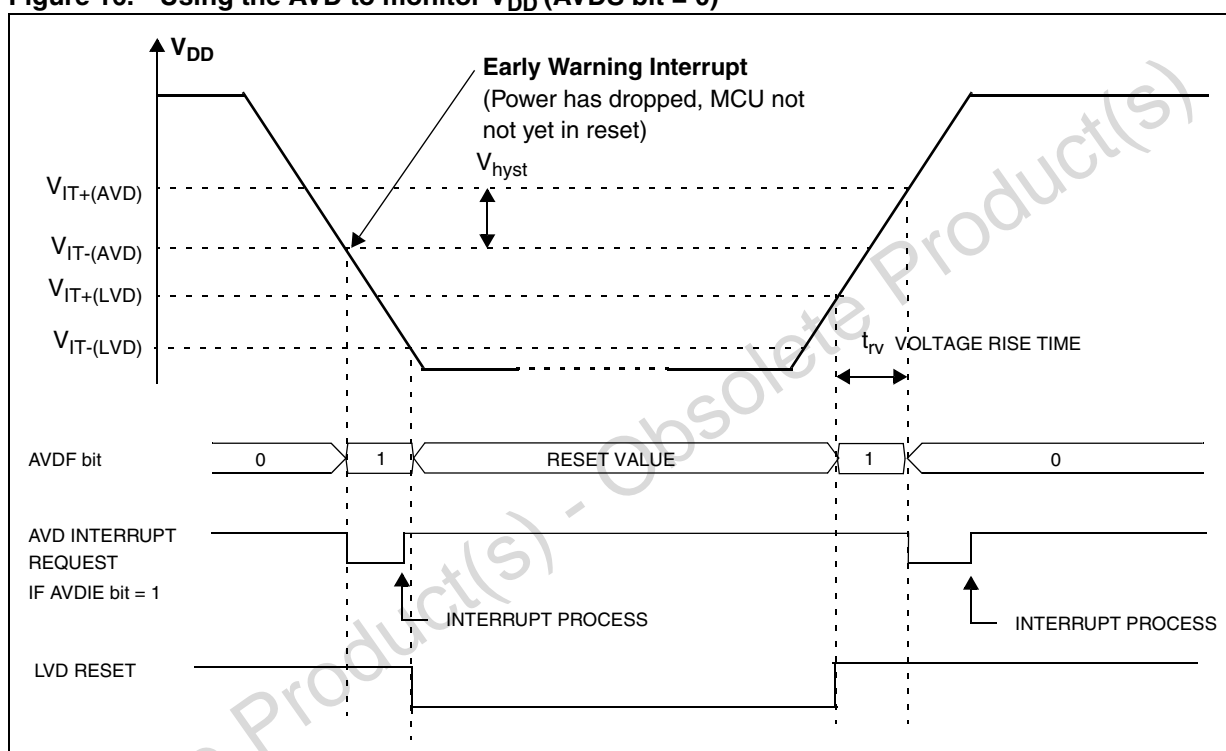 Figure 16. Using the AVD to monitor VDD (AVDS bit = 0)
VDD
Early Warning Interrupt
(Power has dropped, MCU not
not yet in reset)
Vhyst
VIT+(AVD)
VIT-(AVD)
VIT+(LVD)
VIT-(LVD)
trv VOLTAGE RISE TIME
AVDF bit
0
1
RESET VALUE
1
0
AVD INTERRUPT
REQUEST
IF AVDIE bit = 1
INTERRUPT PROCESS
INTERRUPT PROCESS
LVD RESET
Product(s) - Obsolete Product(s)